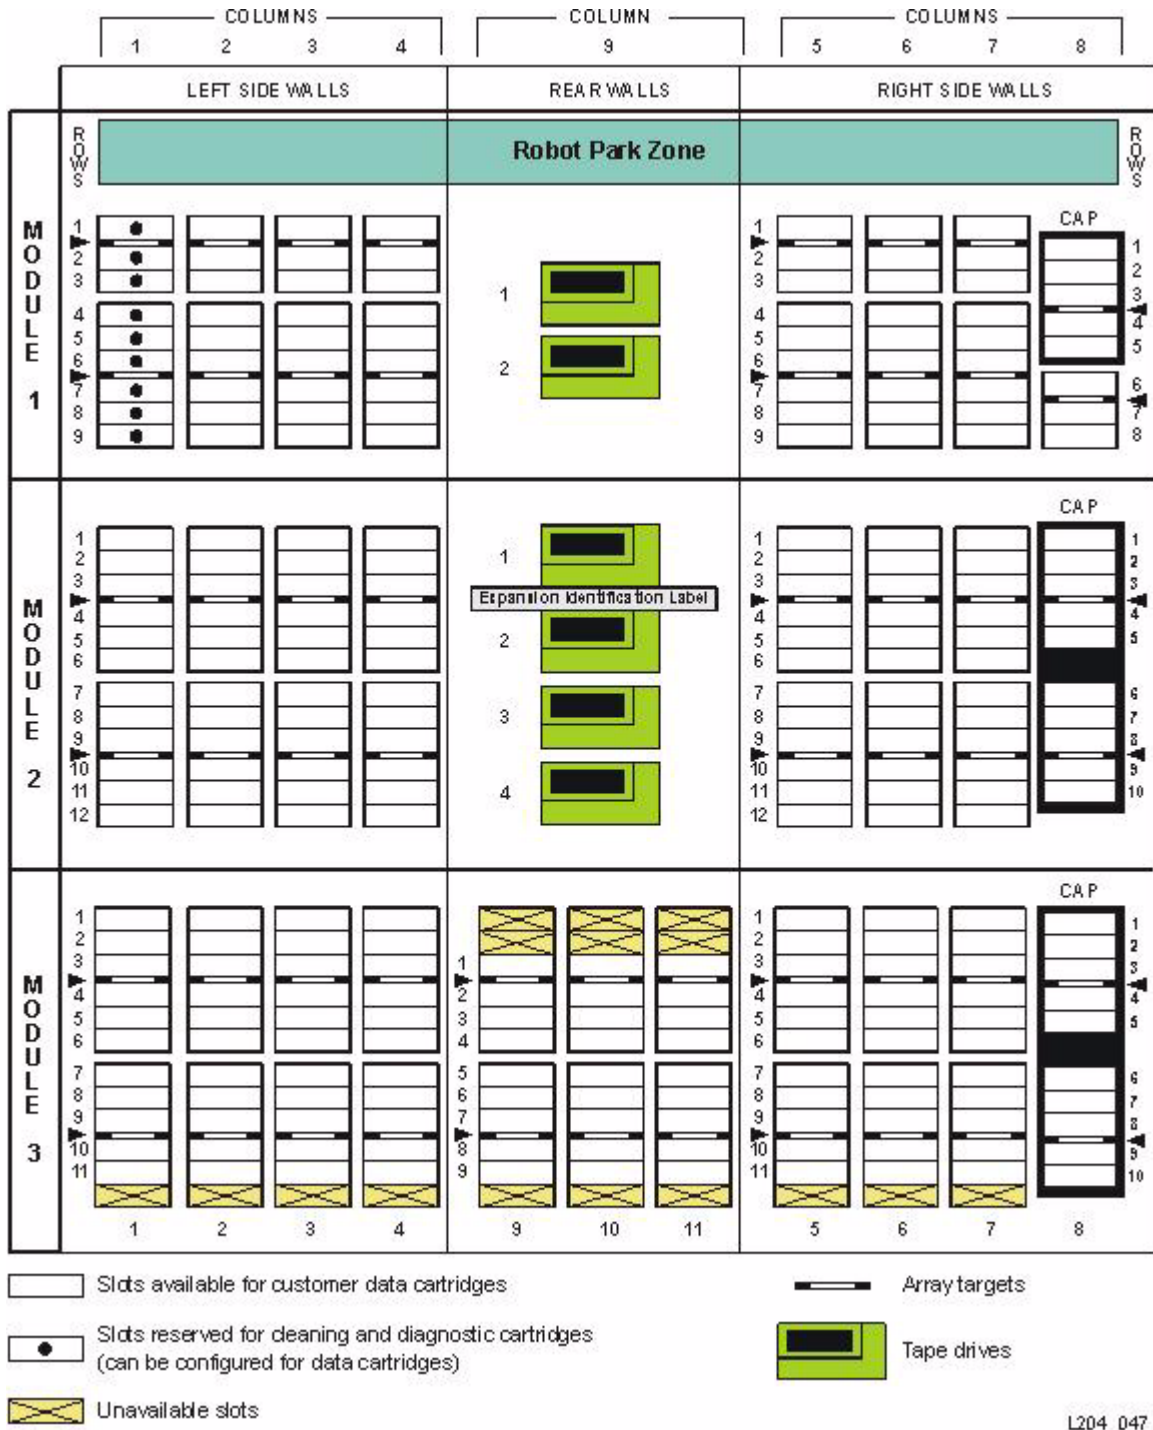 COLUMNS COLUMN COLUMNS
1 2 3 4 9 5 6 7 8
LEFT SIDE WALLS REAR WALLS RIGHT SIDE WALLS
ROWS Robot Park Zone ROWS
MODULE 1
1 2 3 4 5 6 7 8 9
1 2
1 2 3 4 5 6 7 8 9
CAP
1 2 3 4 5 6 7 8
MODULE 2
1 2 3 4 5 6 7 8 9 10 11 12
1
Expansion Identification Label
2 3 4
1 2 3 4 5 6 7 8 9 10 11 12
CAP
1 2 3 4 5 6 7 8 9 10
MODULE 3
1 2 3 4 5 6 7 8 9 10 11
1 2 3 4 5 6 7 8 9
1 2 3 4 5 6 7 8 9 10 11
CAP
1 2 3 4 5 6 7 8 9 10
1 2 3 4 9 10 11 5 6 7 8
Slots available for customer data cartridges
Array targets
Slots reserved for cleaning and diagnostic cartridges
(can be configured for data cartridges)
Tape drives
Unavailable slots
L204_047